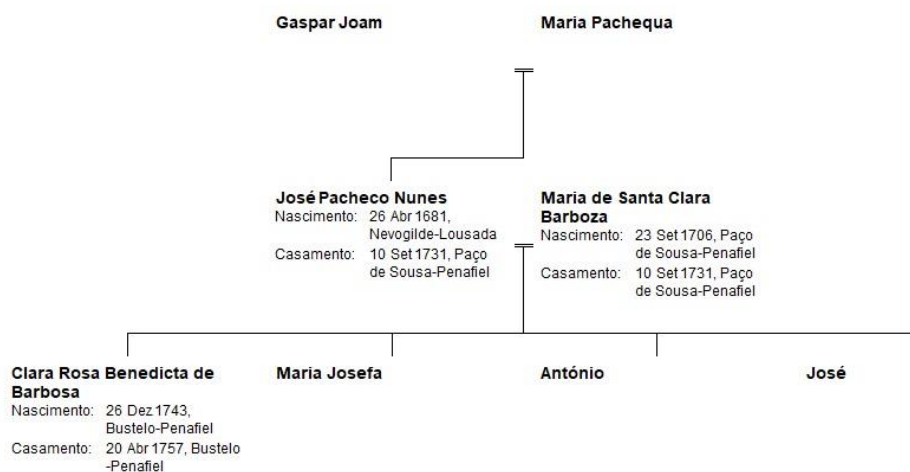 Gaspar Joam
Maria Pachequa
José Pacheco Nunes
Nascimento: 26 Abr 1681,
Nevogilde-Lousada
Casamento: 10 Set 1731, Paço
de Sousa-Penafiel
Maria de Santa Clara
Barboza
Nascimento: 23 Set 1706, Paço
de Sousa-Penafiel
Casamento: 10 Set 1731, Paço
de Sousa-Penafiel
Clara Rosa Benedicta de
Barbosa
Nascimento: 26 Dez 1743,
Bustelo-Penafiel
Casamento: 20 Abr 1757, Bustelo
-Penafiel
Maria Josefa
António
José